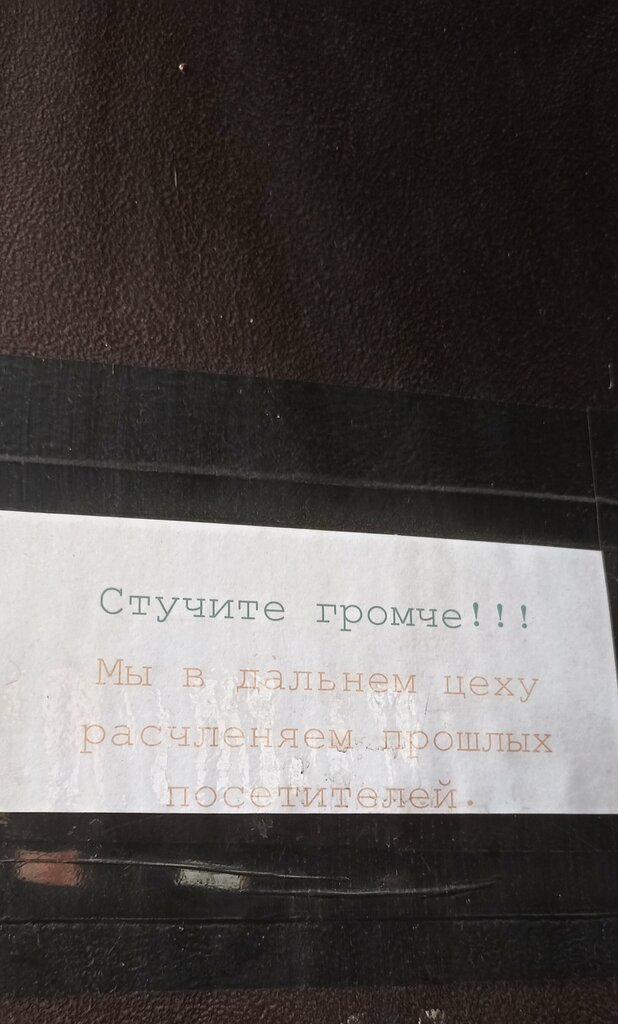 Стучите громче!!!
Мы в дальнем цеху
расчленяем прошлых
посетителей.